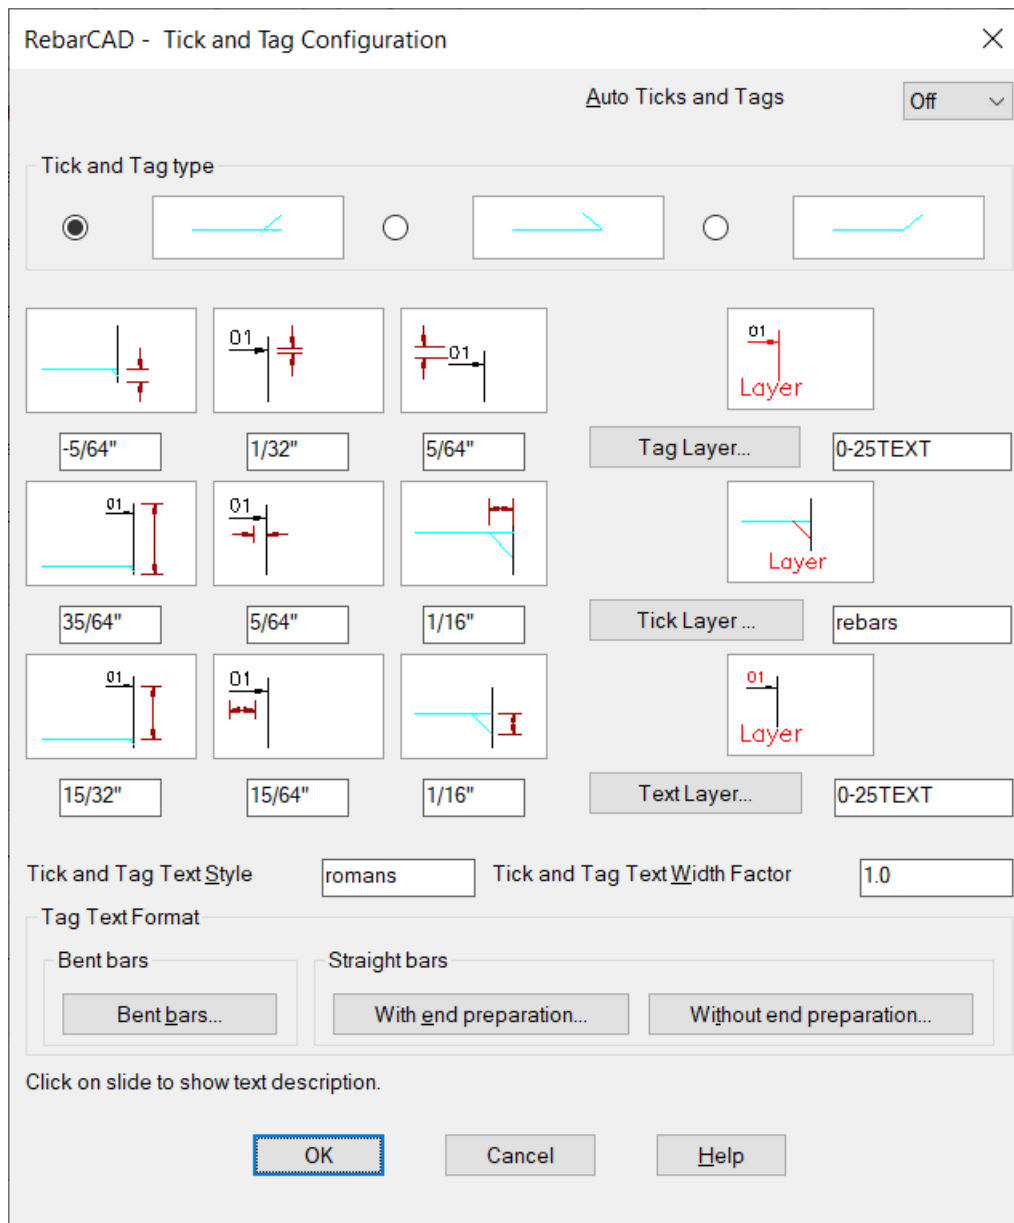 RebarCAD - Tick and Tag Configuration
Auto Ticks and Tags Off
Tick and Tag type
01 01 01
Layer
-5/64" 1/32" 5/64" Tag Layer... 0-25TEXT
01 01
Layer
35/64" 5/64" 1/16" Tick Layer ... rebars
01 01 01
Layer
15/32" 15/64" 1/16" Text Layer... 0-25TEXT
Tick and Tag Text Style romans Tick and Tag Text Width Factor 1.0
Tag Text Format
Bent bars Straight bars
Bent bars... With end preparation... Without end preparation...
Click on slide to show text description.
OK Cancel Help